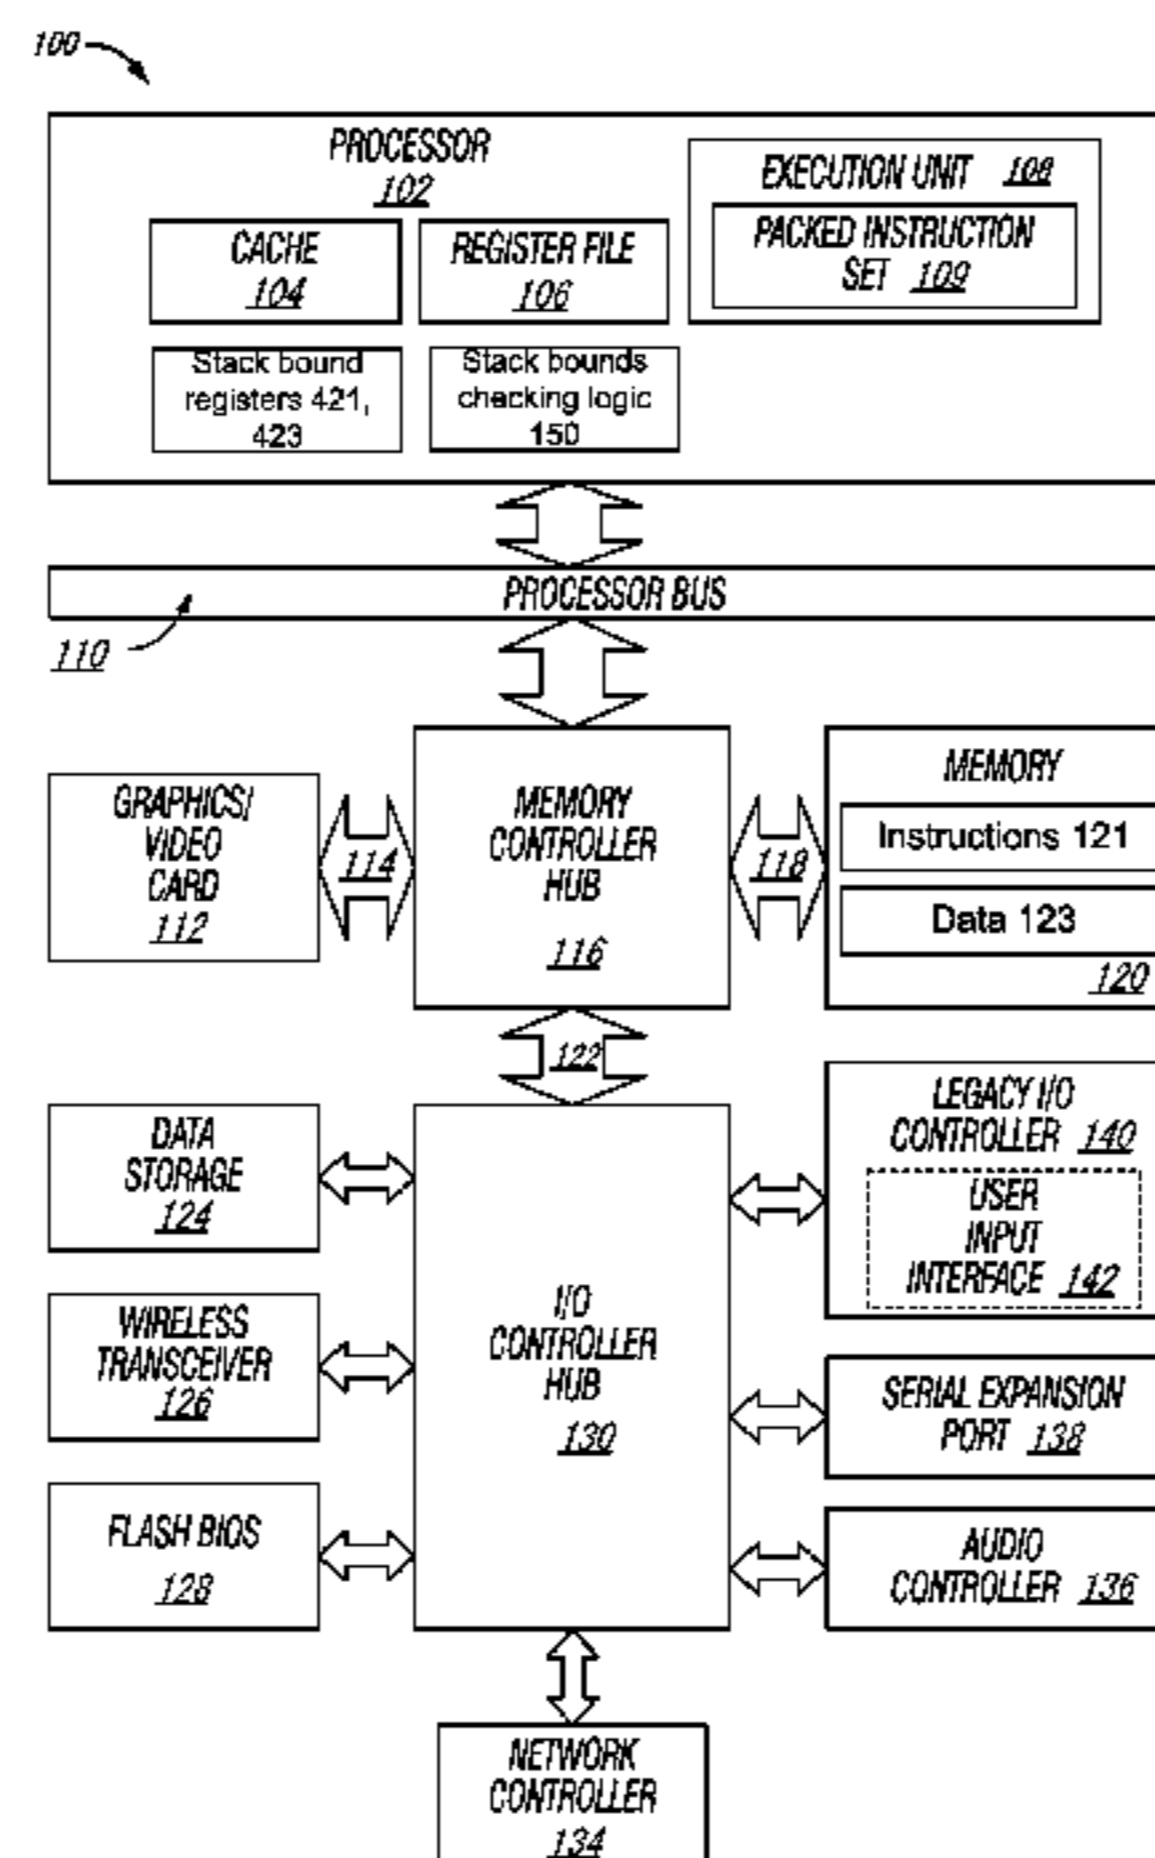 100
PROCESSOR
102
CACHE
104
REGISTER FILE
106
EXECUTION UNIT 108
PACKED INSTRUCTION
SET 109
Stack bound
registers 421,
423
Stack bounds
checking logic
150
PROCESSOR BUS
110
GRAPHICS/
VIDEO
CARD
112
114
MEMORY
CONTROLLER
HUB
116
118
MEMORY
Instructions 121
Data 123
120
122
DATA
STORAGE
124
WIRELESS
TRANSCEIVER
126
FLASH BIOS
128
I/O
CONTROLLER
HUB
130
LEGACY I/O
CONTROLLER 140
USER
INPUT
INTERFACE 142
SERIAL EXPANSION
PORT 138
AUDIO
CONTROLLER 136
NETWORK
CONTROLLER
134